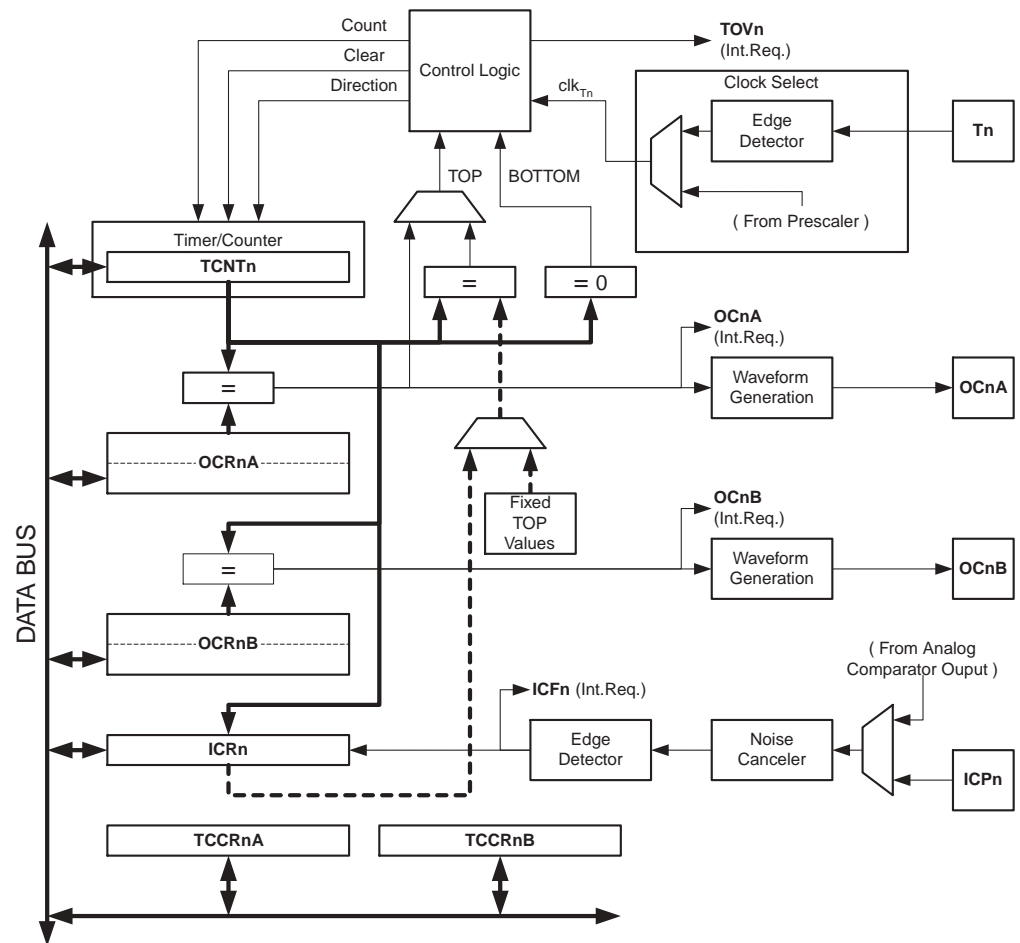 Count
Clear
Direction
Control Logic
TOVn
(Int.Req.)
clkTn
Clock Select
Edge
Detector
Tn
( From Prescaler )
TOP
BOTTOM
Timer/Counter
TCNTn
=
= 0
OCnA
(Int.Req.)
=
Waveform
Generation
OCnA
OCRnA
Fixed
TOP
Values
OCnB
(Int.Req.)
=
Waveform
Generation
OCnB
OCRnB
DATA BUS
( From Analog
Comparator Ouput )
ICFn (Int.Req.)
ICRn
Edge
Detector
Noise
Canceler
ICPn
TCCRnA
TCCRnB